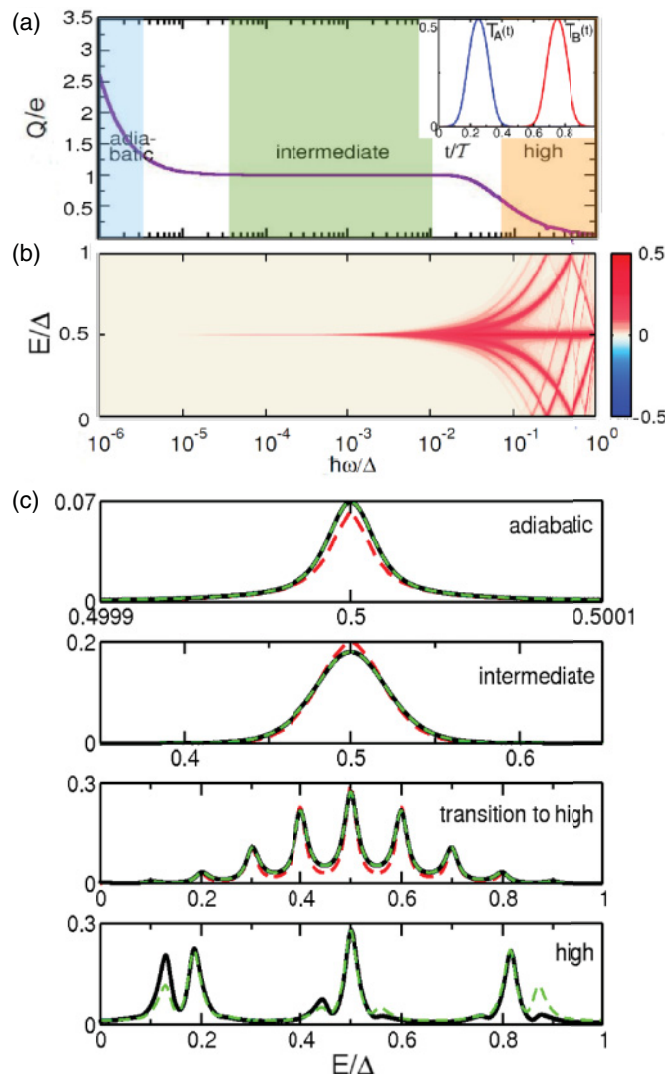 (a)
3.5
3
2.5
2
1.5
1
0.5
Q/e
adia-
batic
intermediate
high
0.5
0
T_A(t)
T_B(t)
0.2 0.4 0.6 0.8
t/𝒯
(b)
1
0.5
0
E/Δ
0.5
0
-0.5
10^-6 10^-5 10^-4 10^-3 10^-2 10^-1 10^0
ħω/Δ
(c)
0.07
0
adiabatic
0.4999 0.5 0.5001
0.2
0
intermediate
0.4 0.5 0.6
0.3
0
transition to high
0 0.2 0.4 0.6 0.8 1
0.3
0
high
0 0.2 0.4 0.6 0.8 1
E/Δ